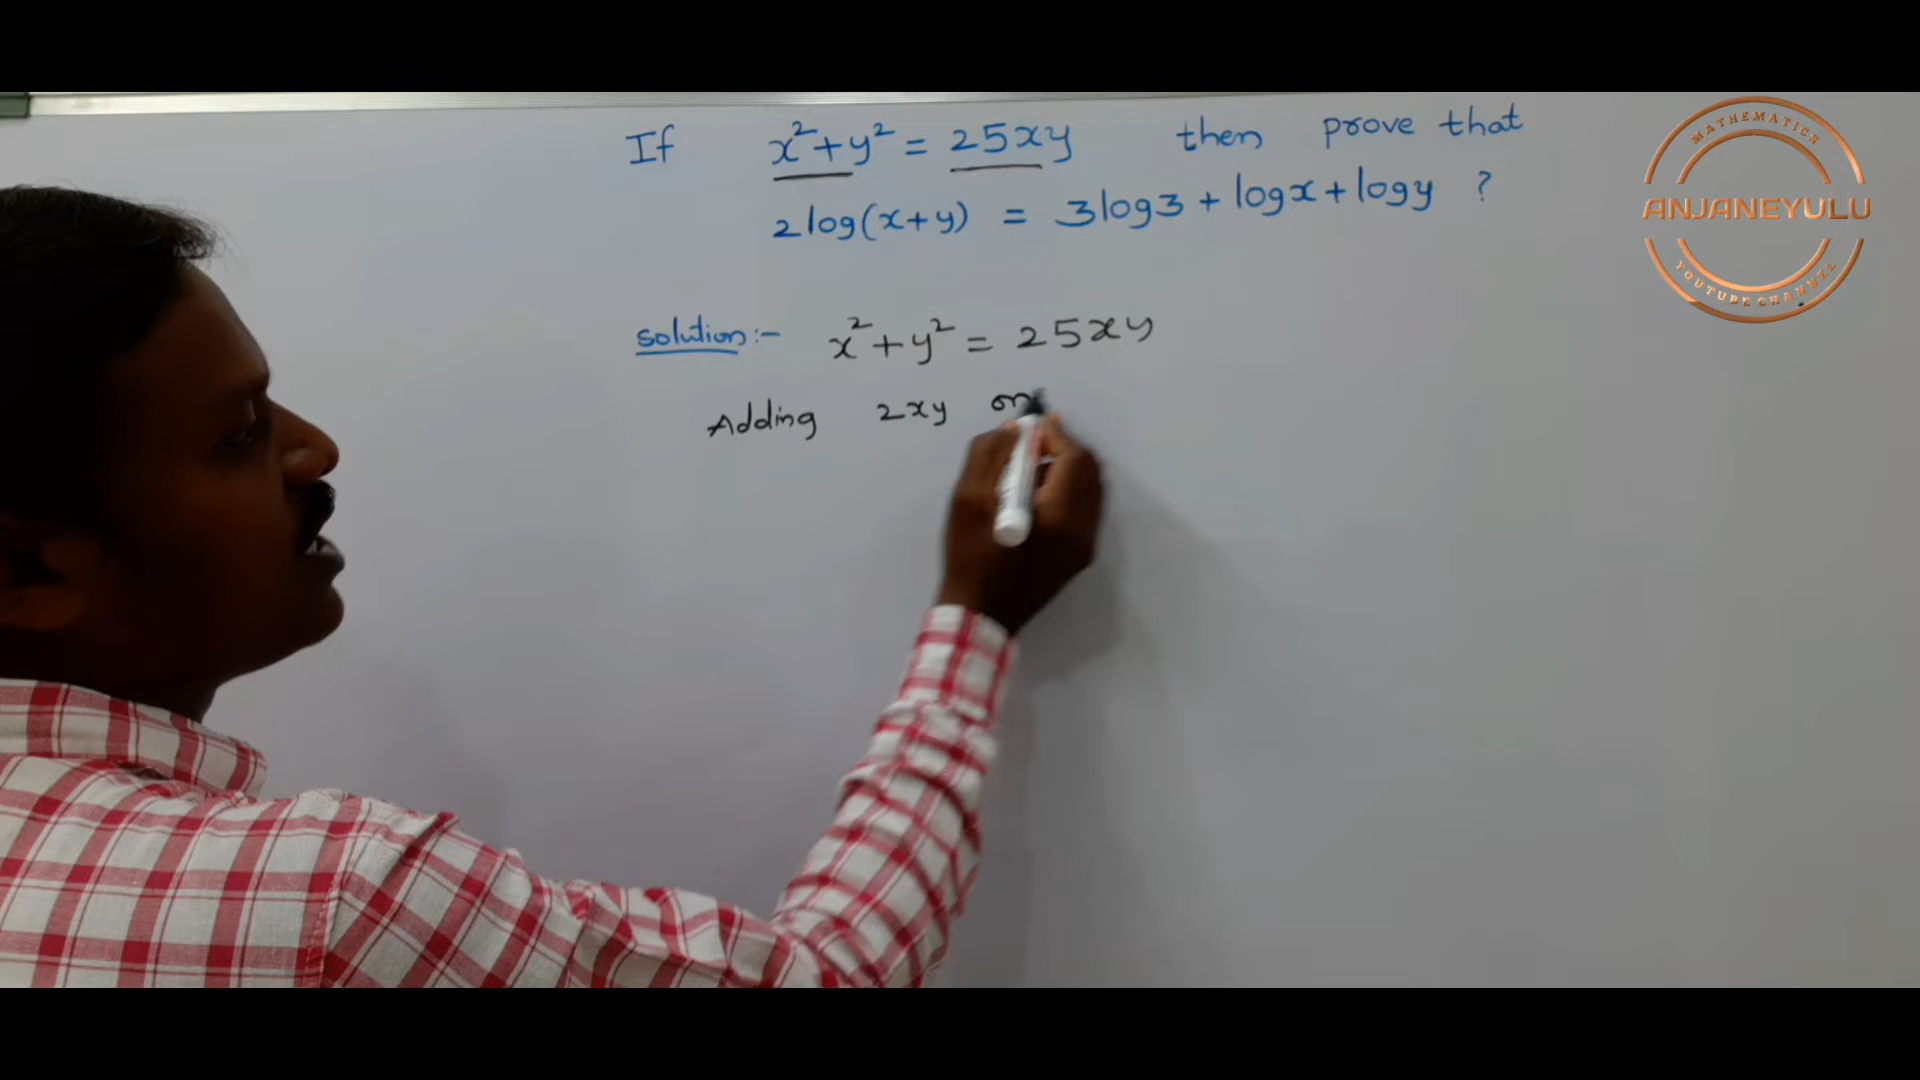 If x²+y² = 25xy then prove that
2log(x+y) = 3log3 + logx + logy ?
MATHEMATICS
ANJANEYULU
YOUTUBE CHANNEL
solution:- x²+y² = 25xy
Adding 2xy on